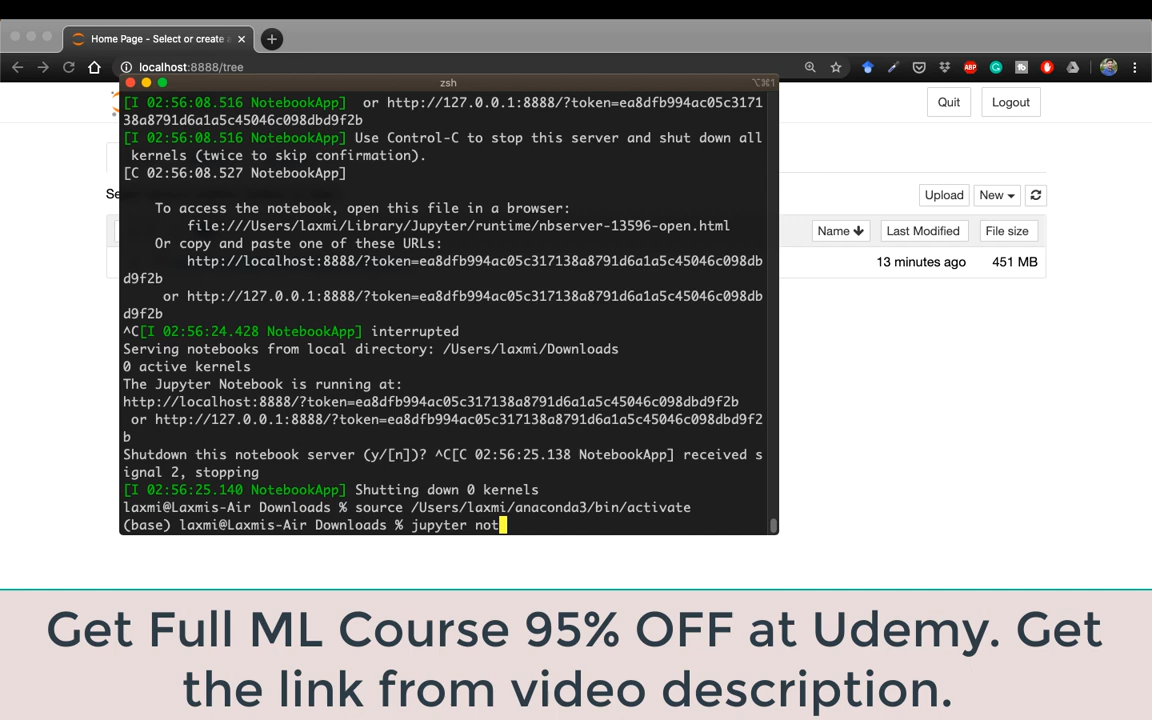 Home Page - Select or create a
localhost:8888/tree
zsh
⌥⌘1
[I 02:56:08.516 NotebookApp]  or http://127.0.0.1:8888/?token=ea8dfb994ac05c3171
38a8791d6a1a5c45046c098dbd9f2b
[I 02:56:08.516 NotebookApp] Use Control-C to stop this server and shut down all
kernels (twice to skip confirmation).
[C 02:56:08.527 NotebookApp]
To access the notebook, open this file in a browser:
file:///Users/laxmi/Library/Jupyter/runtime/nbserver-13596-open.html
Or copy and paste one of these URLs:
http://localhost:8888/?token=ea8dfb994ac05c317138a8791d6a1a5c45046c098db
d9f2b
or http://127.0.0.1:8888/?token=ea8dfb994ac05c317138a8791d6a1a5c45046c098db
d9f2b
^C[I 02:56:24.428 NotebookApp] interrupted
Serving notebooks from local directory: /Users/laxmi/Downloads
0 active kernels
The Jupyter Notebook is running at:
http://localhost:8888/?token=ea8dfb994ac05c317138a8791d6a1a5c45046c098dbd9f2b
or http://127.0.0.1:8888/?token=ea8dfb994ac05c317138a8791d6a1a5c45046c098dbd9f2
b
Shutdown this notebook server (y/[n])? ^C[C 02:56:25.138 NotebookApp] received s
ignal 2, stopping
[I 02:56:25.140 NotebookApp] Shutting down 0 kernels
laxmi@Laxmis-Air Downloads % source /Users/laxmi/anaconda3/bin/activate
(base) laxmi@Laxmis-Air Downloads % jupyter not
Quit Logout
Se
Upload New
Name Last Modified File size
13 minutes ago 451 MB
ABP
Get Full ML Course 95% OFF at Udemy. Get
the link from video description.